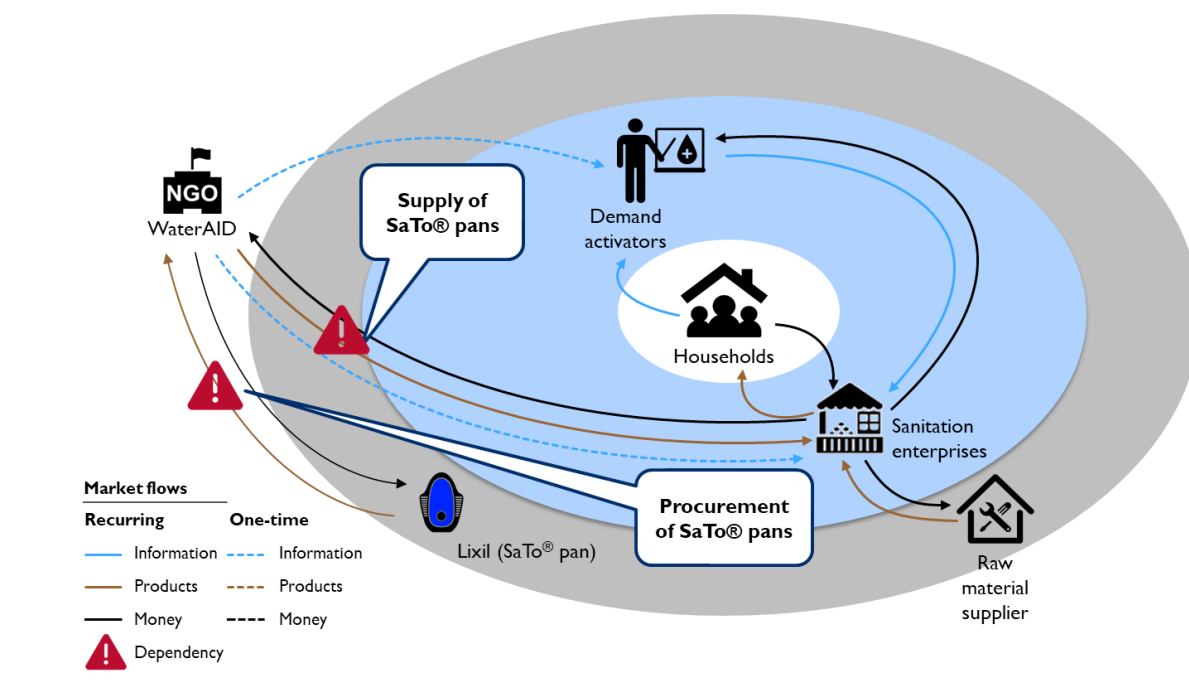 NGO
WaterAID
Supply of
SaTo® pans
Demand
activators
Households
Sanitation
enterprises
Procurement
of SaTo® pans
Lixil (SaTo® pan)
Raw
material
supplier
Market flows
Recurring One-time
Information Information
Products Products
Money Money
Dependency